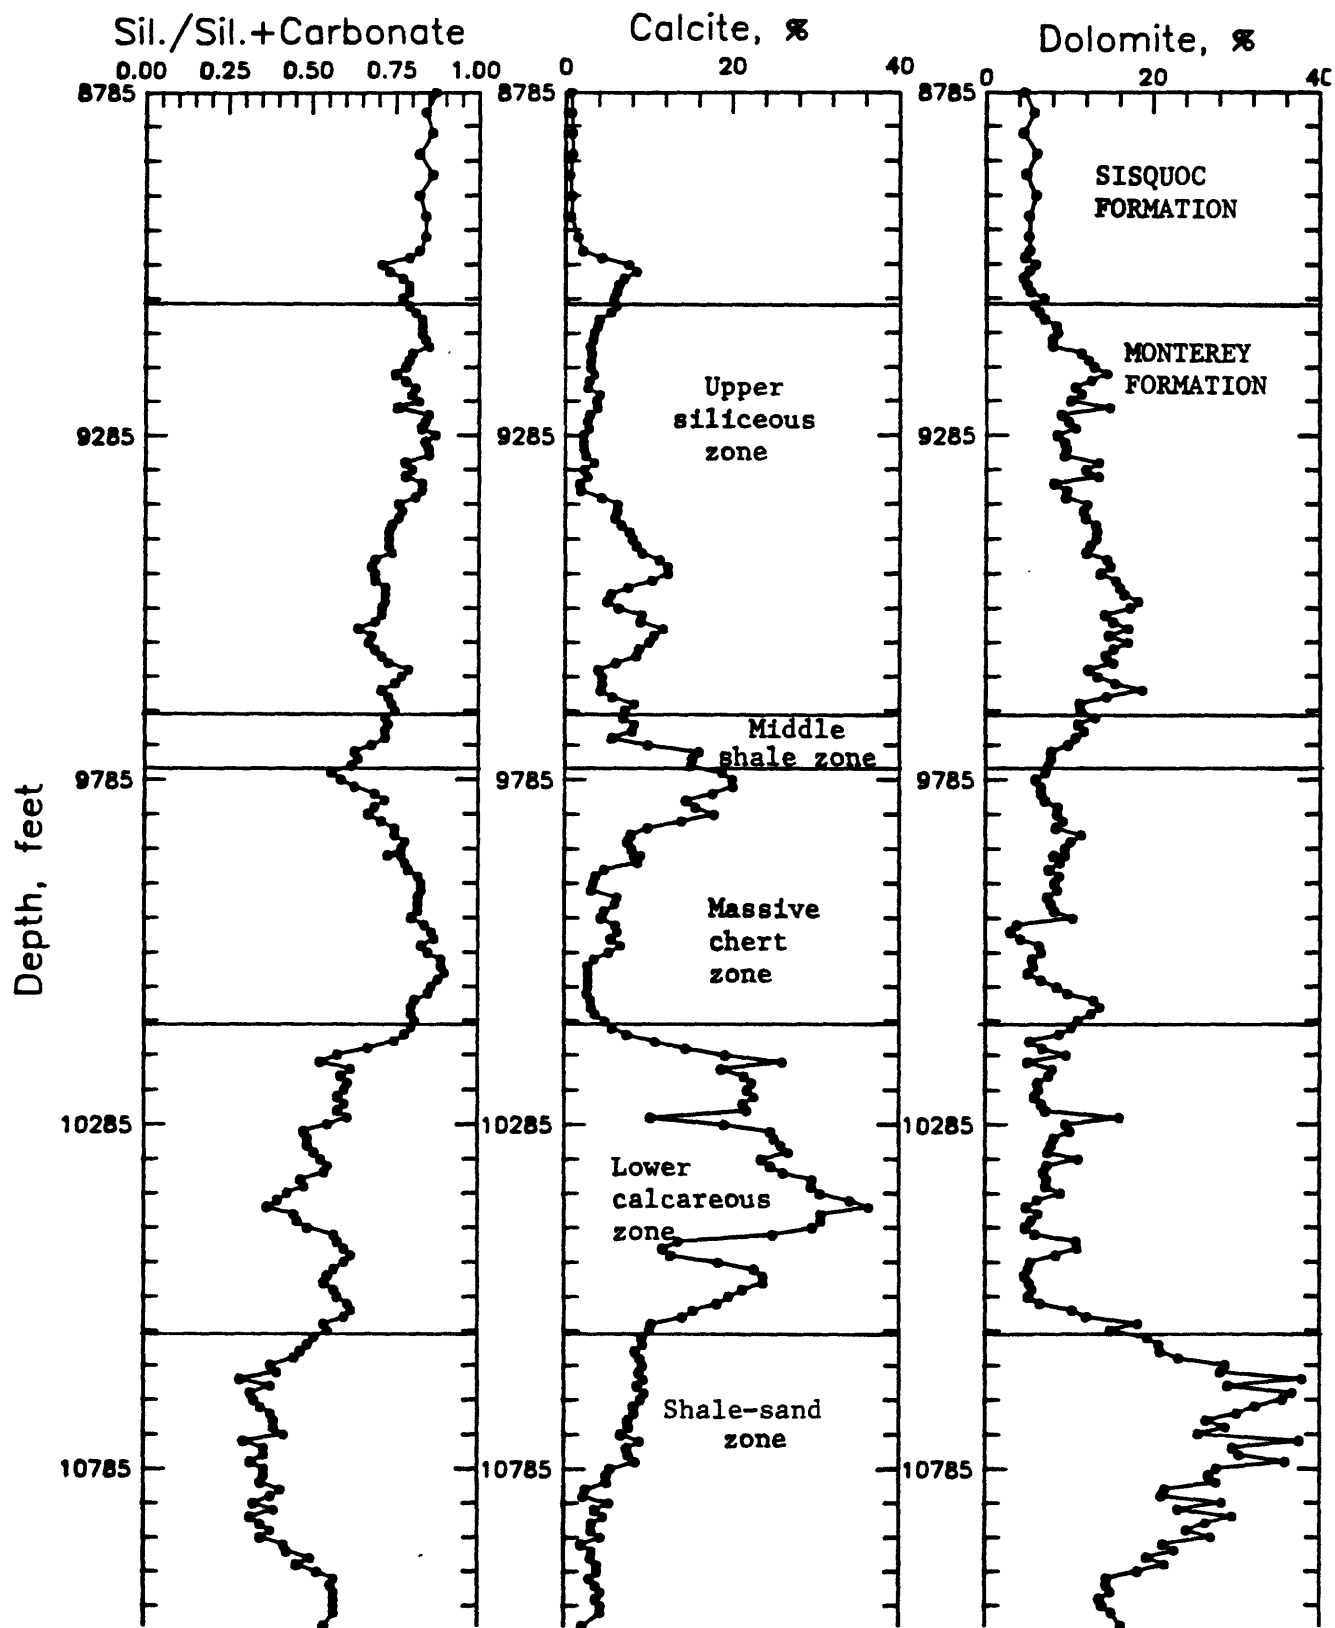 Sil./Sil.+Carbonate
Calcite, %
Dolomite, %
0.00 0.25 0.50 0.75 1.00
0 20 40
0 20 40
8785
8785
8785
SISQUOC
FORMATION
MONTEREY
FORMATION
Upper
siliceous
zone
9285
9285
9285
Middle
shale zone
9785
9785
9785
Depth, feet
Massive
chert
zone
10285
10285
10285
Lower
calcareous
zone
Shale-sand
zone
10785
10785
10785